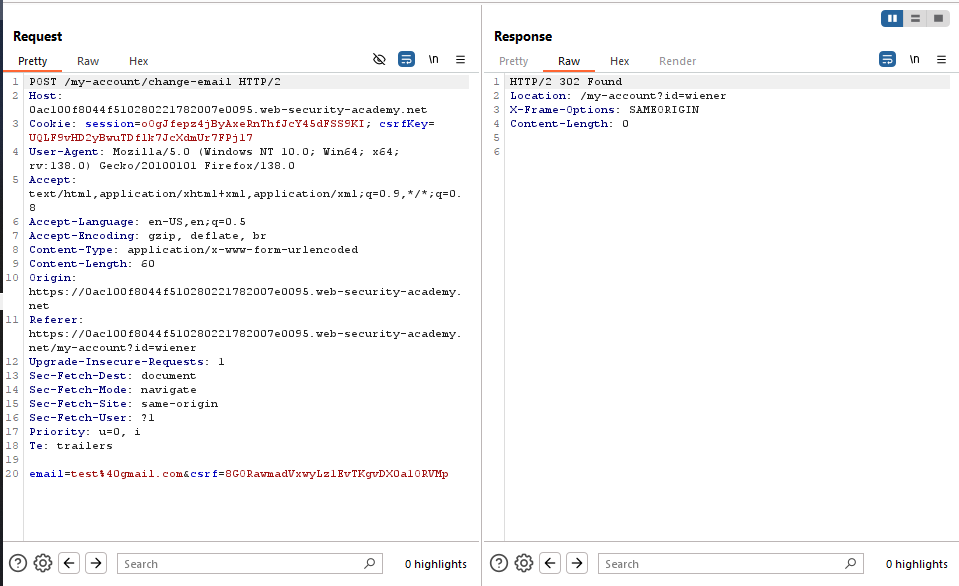 Request
Pretty Raw Hex \n
1 POST /my-account/change-email HTTP/2
2 Host:
0ac100f8044f510280221782007e0095.web-security-academy.net
3 Cookie: session=o0gJfepz4jByAxeRnThfJcY45dFSS9KI; csrfKey=
UQLF9vHD2yBwuTDflk7JcXdmUr7FPjl7
4 User-Agent: Mozilla/5.0 (Windows NT 10.0; Win64; x64;
rv:138.0) Gecko/20100101 Firefox/138.0
5 Accept:
text/html,application/xhtml+xml,application/xml;q=0.9,*/*;q=0.
8
6 Accept-Language: en-US,en;q=0.5
7 Accept-Encoding: gzip, deflate, br
8 Content-Type: application/x-www-form-urlencoded
9 Content-Length: 60
10 Origin:
https://0ac100f8044f510280221782007e0095.web-security-academy.
net
11 Referer:
https://0ac100f8044f510280221782007e0095.web-security-academy.
net/my-account?id=wiener
12 Upgrade-Insecure-Requests: 1
13 Sec-Fetch-Dest: document
14 Sec-Fetch-Mode: navigate
15 Sec-Fetch-Site: same-origin
16 Sec-Fetch-User: ?1
17 Priority: u=0, i
18 Te: trailers
19
20 email=test%40gmail.com&csrf=8G0RawmadVxwyLzlEvTKgvDX0al0RVMp
Search
0 highlights
Response
Pretty Raw Hex Render \n
1 HTTP/2 302 Found
2 Location: /my-account?id=wiener
3 X-Frame-Options: SAMEORIGIN
4 Content-Length: 0
5
6
Search
0 highlights